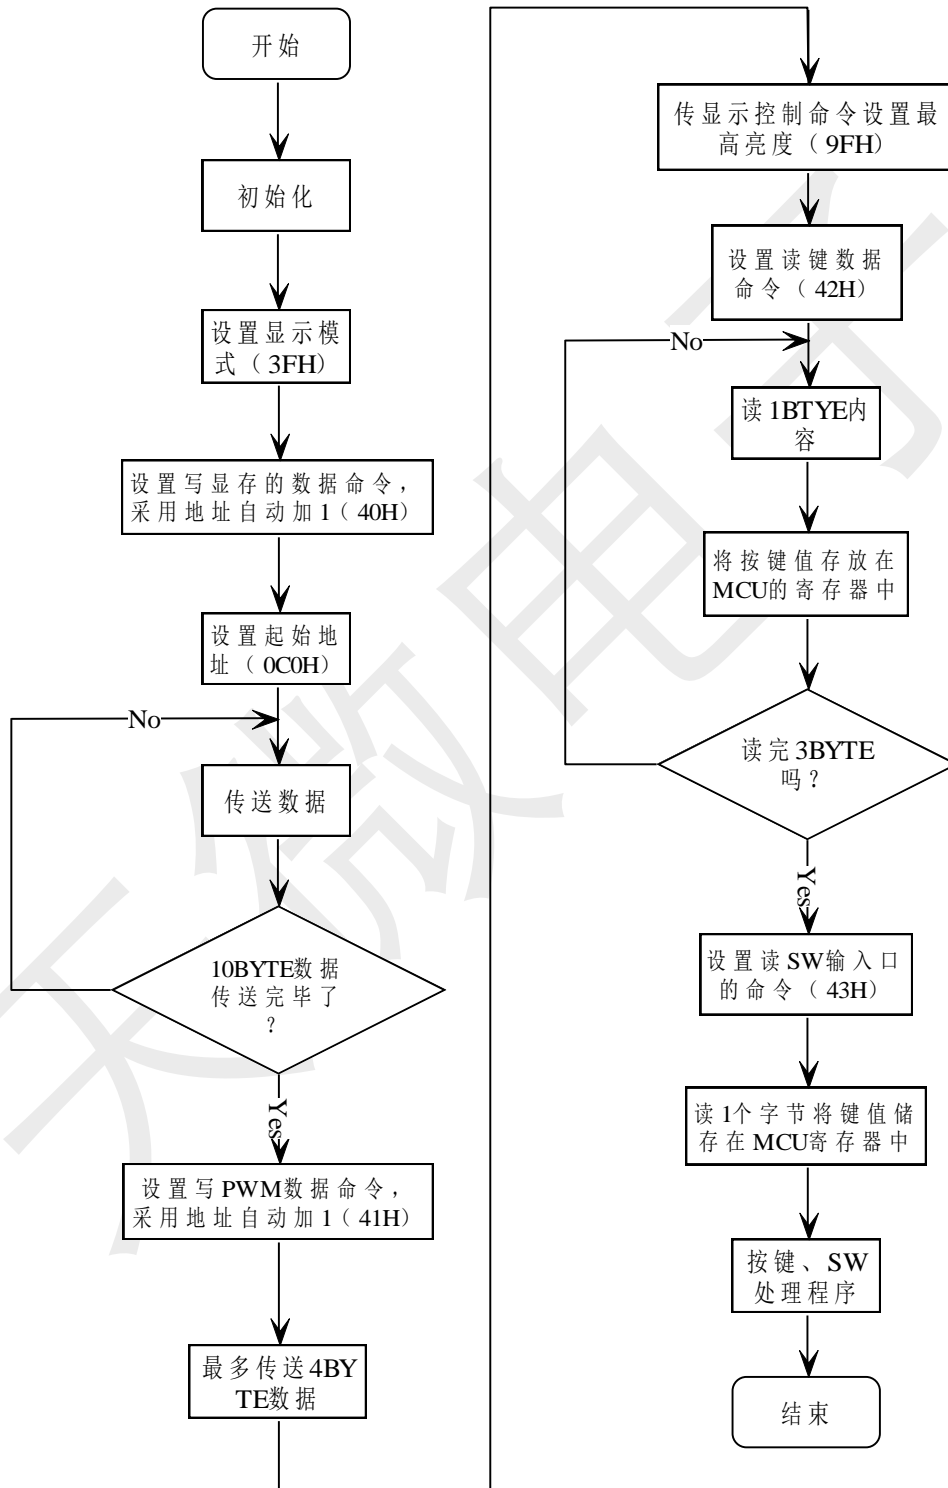 开始
初始化
设置显示模
式（3FH）
设置写显存的数据命令，
采用地址自动加1（40H）
设置起始地
址（0C0H）
No
传送数据
10BYTE数据
传送完毕了
？
Yes
设置写PWM数据命令，
采用地址自动加1（41H）
最多传送4BY
TE数据
传显示控制命令设置最
高亮度（9FH）
设置读键数据
命令（42H）
No
读1BTYE内
容
将按键值存放在
MCU的寄存器中
读完3BYTE
吗？
Yes
设置读SW输入口
的命令（43H）
读1个字节将键值储
存在MCU寄存器中
按键、SW
处理程序
结束
天微电子